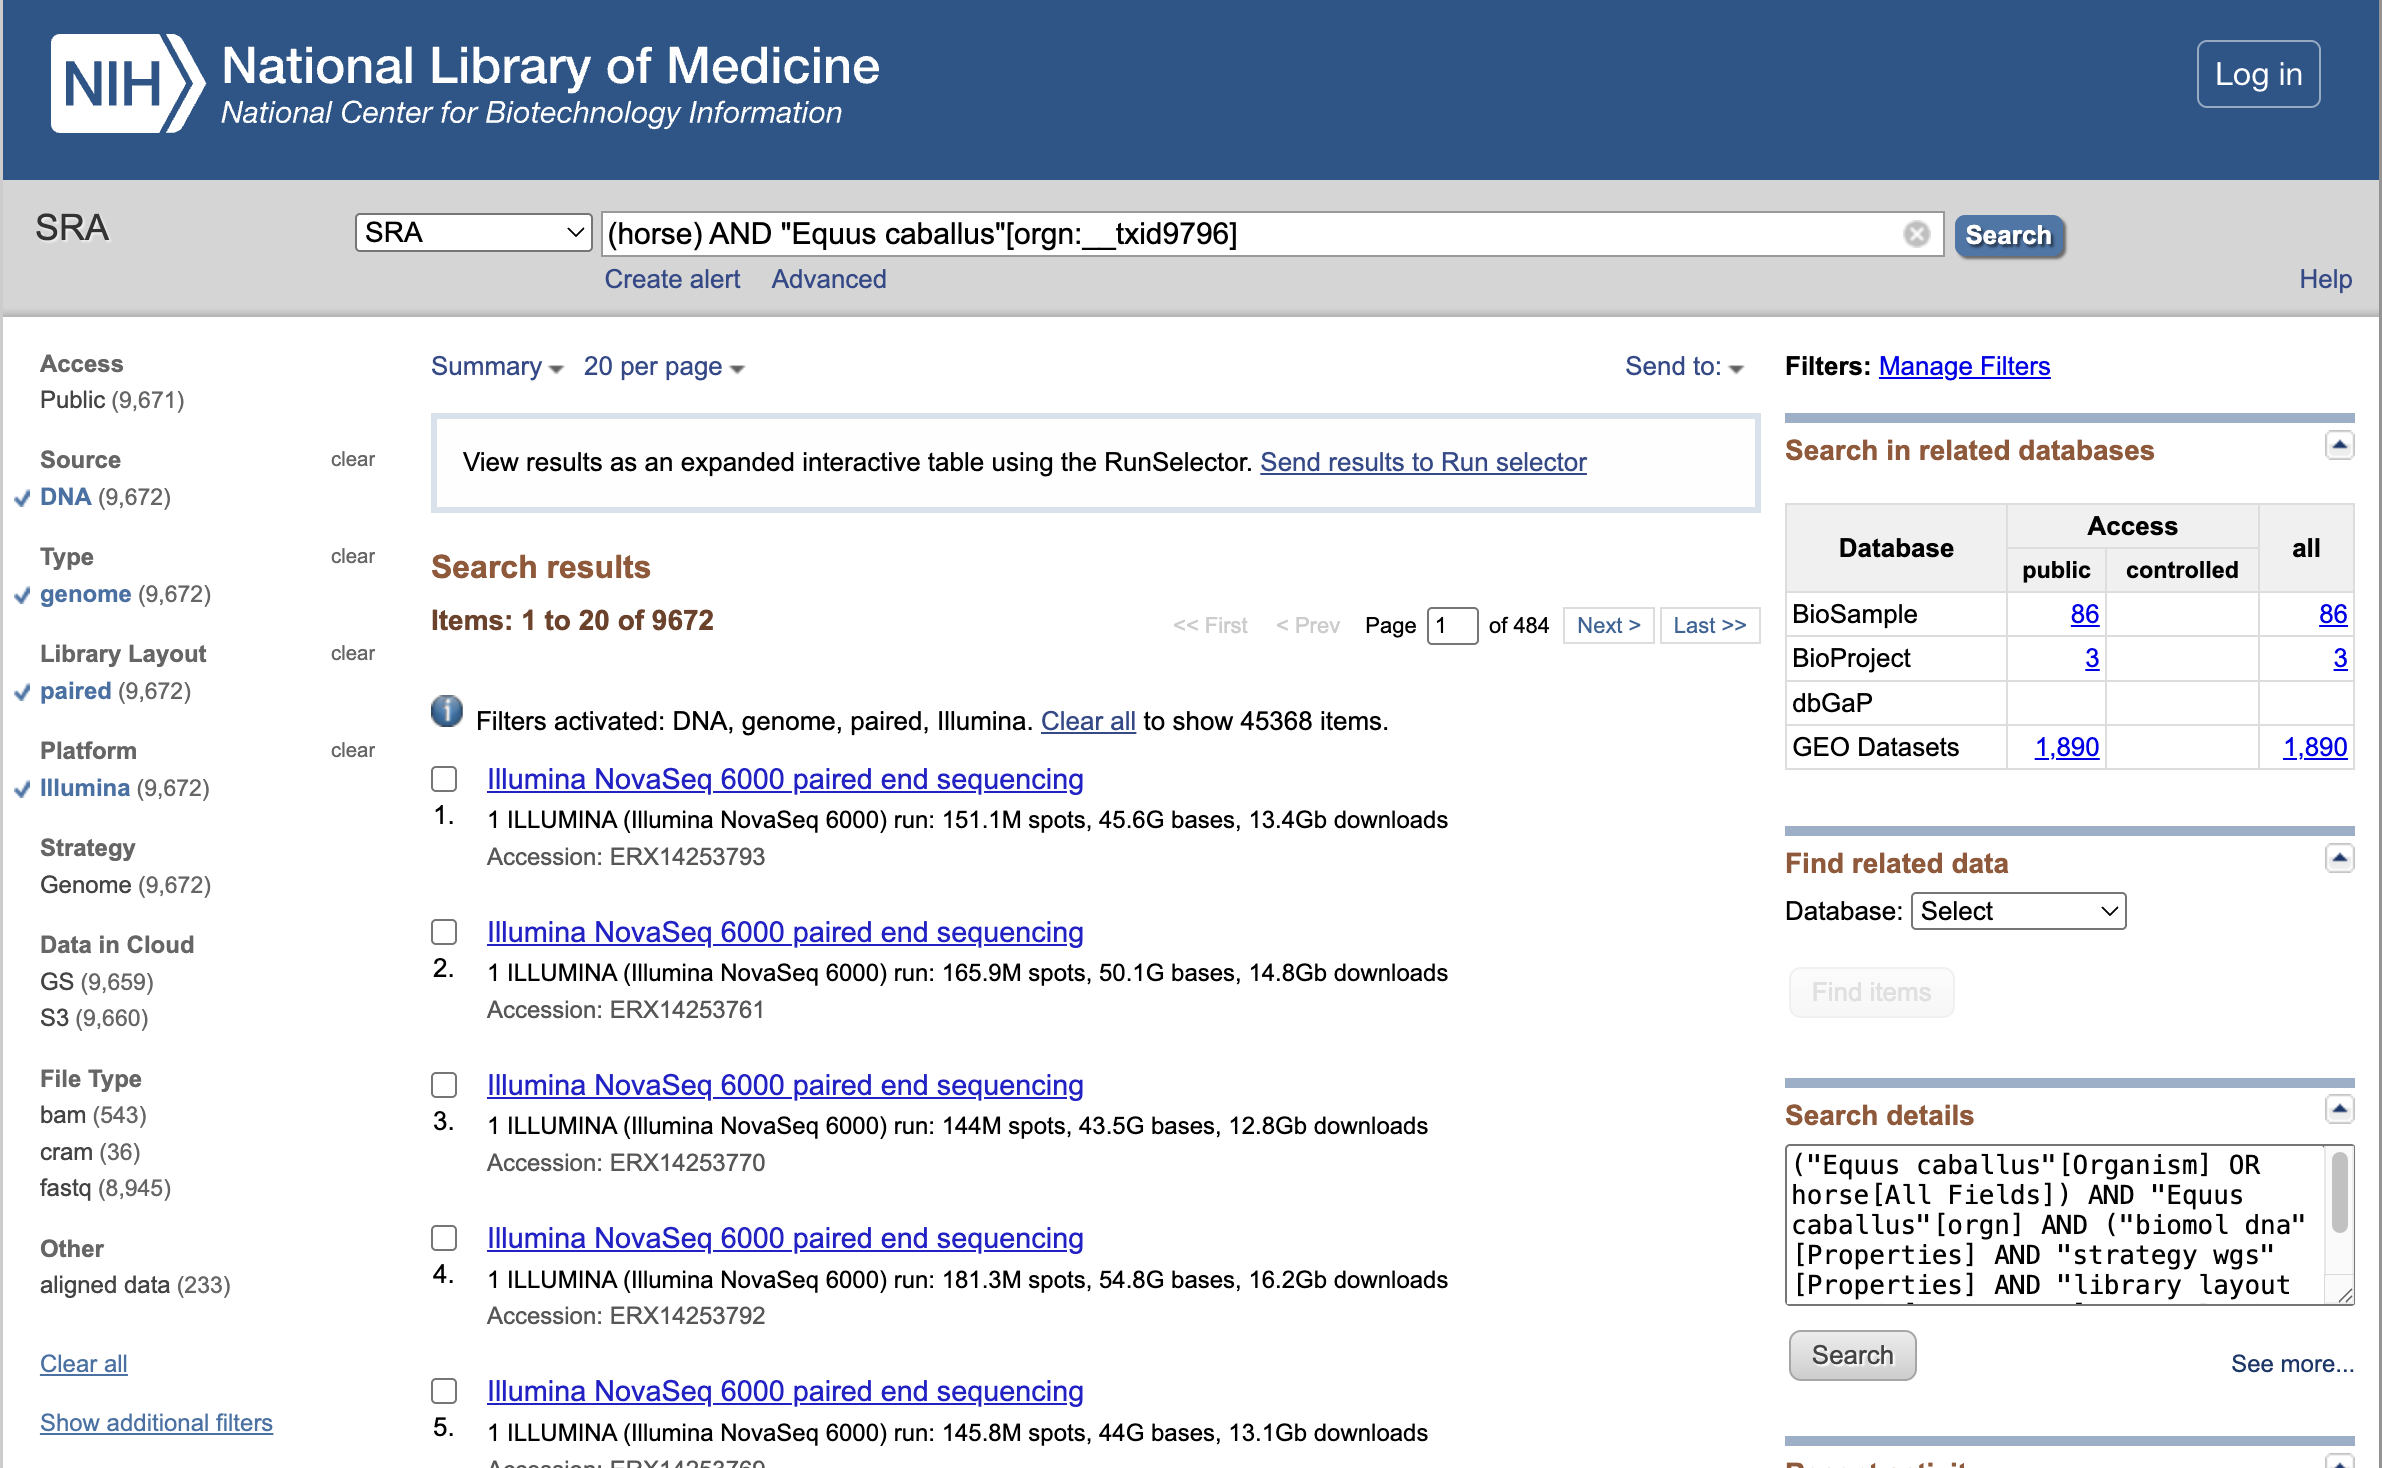 NIH National Library of Medicine
National Center for Biotechnology Information
Log in
SRA
SRA
(horse) AND "Equus caballus"[orgn:__txid9796]
Search
Create alert Advanced
Help
Access
Public (9,671)
Source clear
DNA (9,672)
Type clear
genome (9,672)
Library Layout clear
paired (9,672)
Platform clear
Illumina (9,672)
Strategy
Genome (9,672)
Data in Cloud
GS (9,659)
S3 (9,660)
File Type
bam (543)
cram (36)
fastq (8,945)
Other
aligned data (233)
Clear all
Show additional filters
Summary 20 per page Send to:
View results as an expanded interactive table using the RunSelector. Send results to Run selector
Search results
Items: 1 to 20 of 9672
<< First < Prev Page 1 of 484 Next > Last >>
Filters activated: DNA, genome, paired, Illumina. Clear all to show 45368 items.
Illumina NovaSeq 6000 paired end sequencing
1. 1 ILLUMINA (Illumina NovaSeq 6000) run: 151.1M spots, 45.6G bases, 13.4Gb downloads
Accession: ERX14253793
Illumina NovaSeq 6000 paired end sequencing
2. 1 ILLUMINA (Illumina NovaSeq 6000) run: 165.9M spots, 50.1G bases, 14.8Gb downloads
Accession: ERX14253761
Illumina NovaSeq 6000 paired end sequencing
3. 1 ILLUMINA (Illumina NovaSeq 6000) run: 144M spots, 43.5G bases, 12.8Gb downloads
Accession: ERX14253770
Illumina NovaSeq 6000 paired end sequencing
4. 1 ILLUMINA (Illumina NovaSeq 6000) run: 181.3M spots, 54.8G bases, 16.2Gb downloads
Accession: ERX14253792
Illumina NovaSeq 6000 paired end sequencing
5. 1 ILLUMINA (Illumina NovaSeq 6000) run: 145.8M spots, 44G bases, 13.1Gb downloads
Accession: ERX14253769
Filters: Manage Filters
Search in related databases
Database Access all
public controlled
BioSample 86 86
BioProject 3 3
dbGaP
GEO Datasets 1,890 1,890
Find related data
Database: Select
Find items
Search details
("Equus caballus"[Organism] OR
horse[All Fields]) AND "Equus
caballus"[orgn] AND ("biomol dna"
[Properties] AND "strategy wgs"
[Properties] AND "library layout
Search
See more...